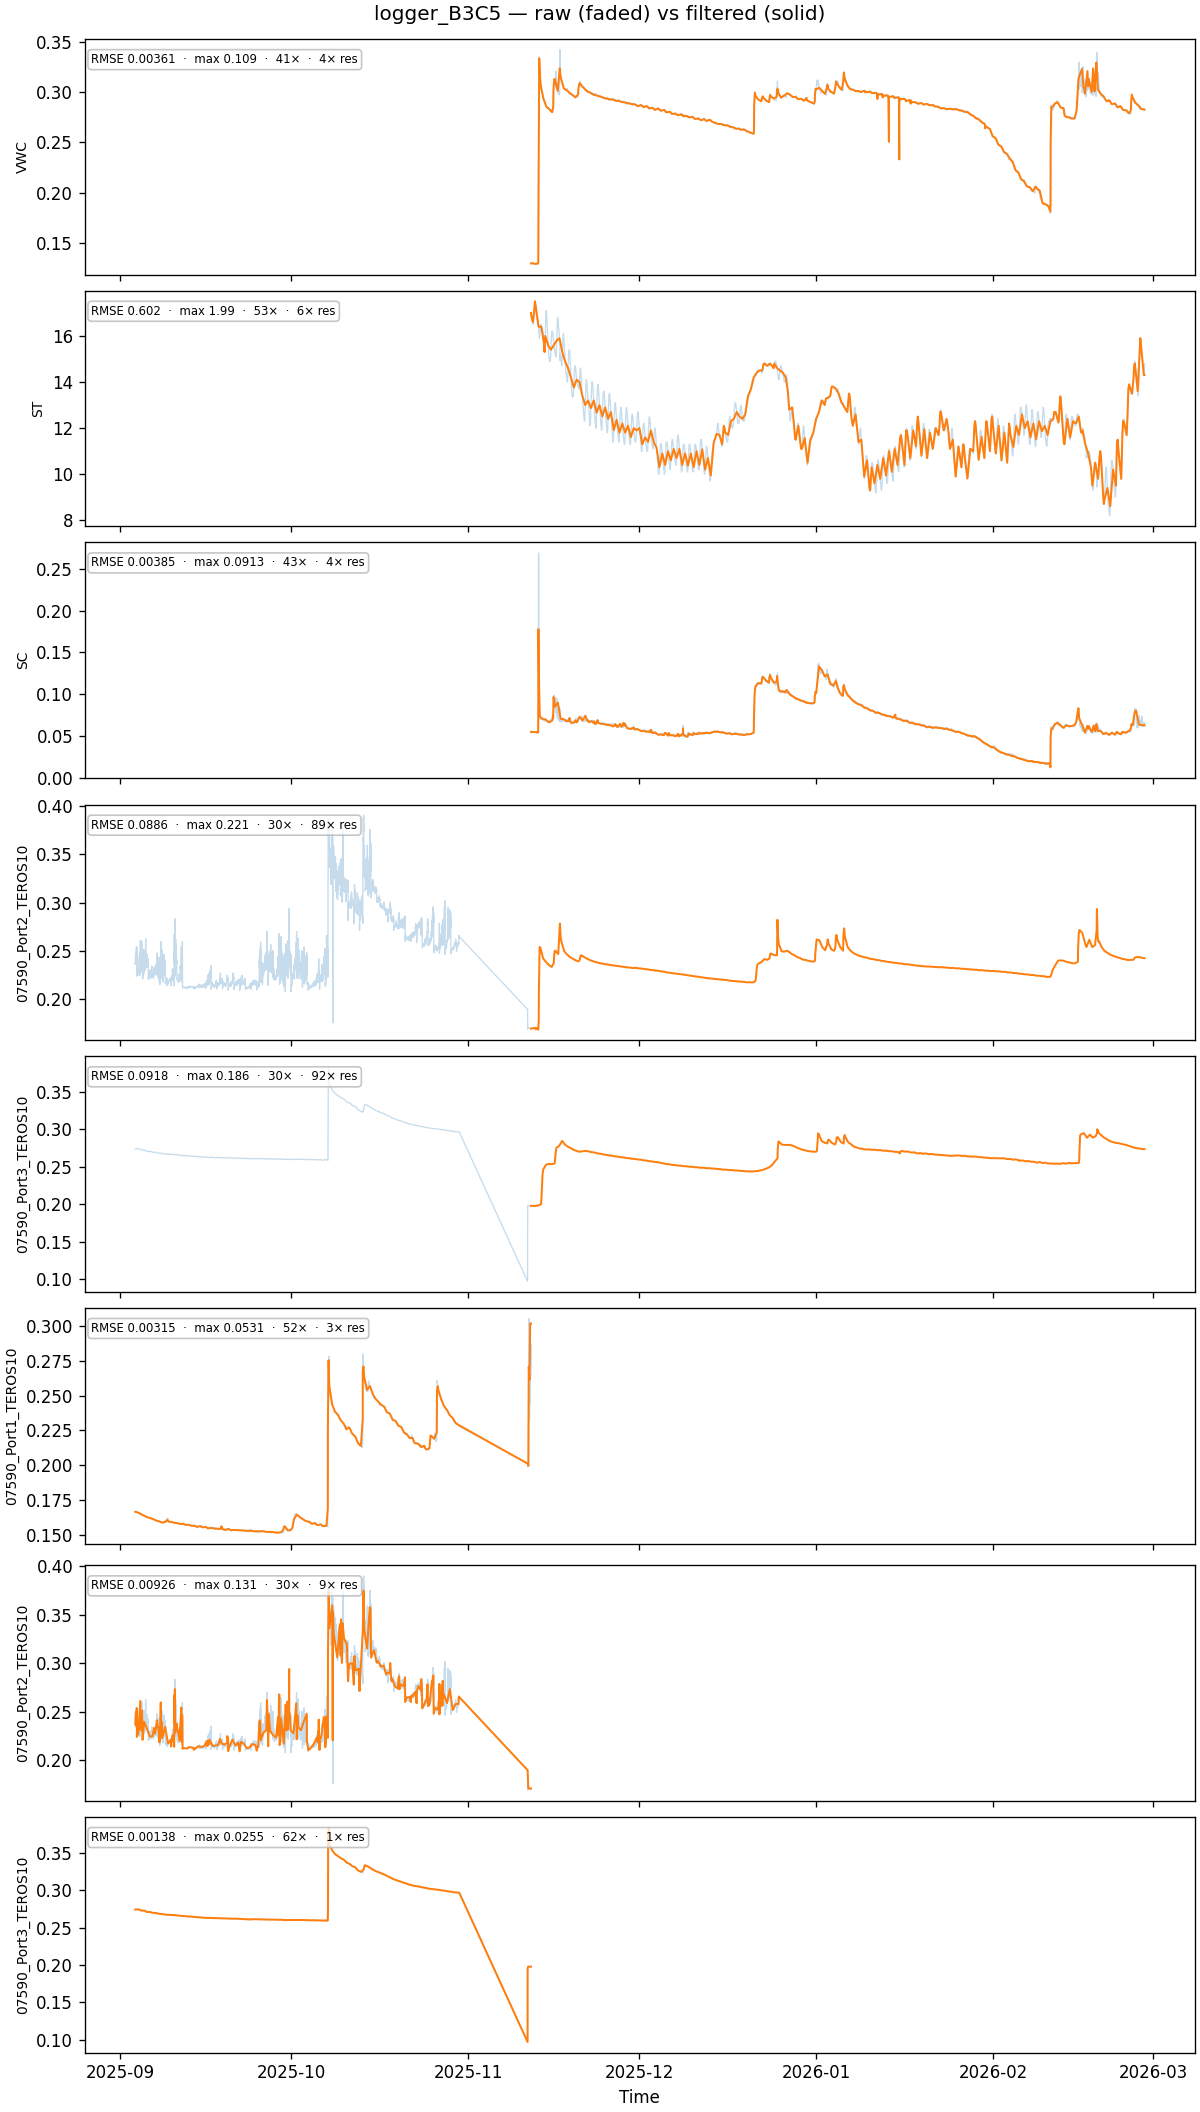 logger_B3C5 — raw (faded) vs filtered (solid)
0.35
0.30
0.25
0.20
0.15
VWC
RMSE 0.00361 · max 0.109 · 41× · 4× res
16
14
12
10
8
ST
RMSE 0.602 · max 1.99 · 53× · 6× res
0.25
0.20
0.15
0.10
0.05
0.00
SC
RMSE 0.00385 · max 0.0913 · 43× · 4× res
0.40
0.35
0.30
0.25
0.20
07590_Port2_TEROS10
RMSE 0.0886 · max 0.221 · 30× · 89× res
0.35
0.30
0.25
0.20
0.15
0.10
07590_Port3_TEROS10
RMSE 0.0918 · max 0.186 · 30× · 92× res
0.300
0.275
0.250
0.225
0.200
0.175
0.150
07590_Port1_TEROS10
RMSE 0.00315 · max 0.0531 · 52× · 3× res
0.40
0.35
0.30
0.25
0.20
07590_Port2_TEROS10
RMSE 0.00926 · max 0.131 · 30× · 9× res
0.35
0.30
0.25
0.20
0.15
0.10
07590_Port3_TEROS10
RMSE 0.00138 · max 0.0255 · 62× · 1× res
2025-09 2025-10 2025-11 2025-12 2026-01 2026-02 2026-03
Time